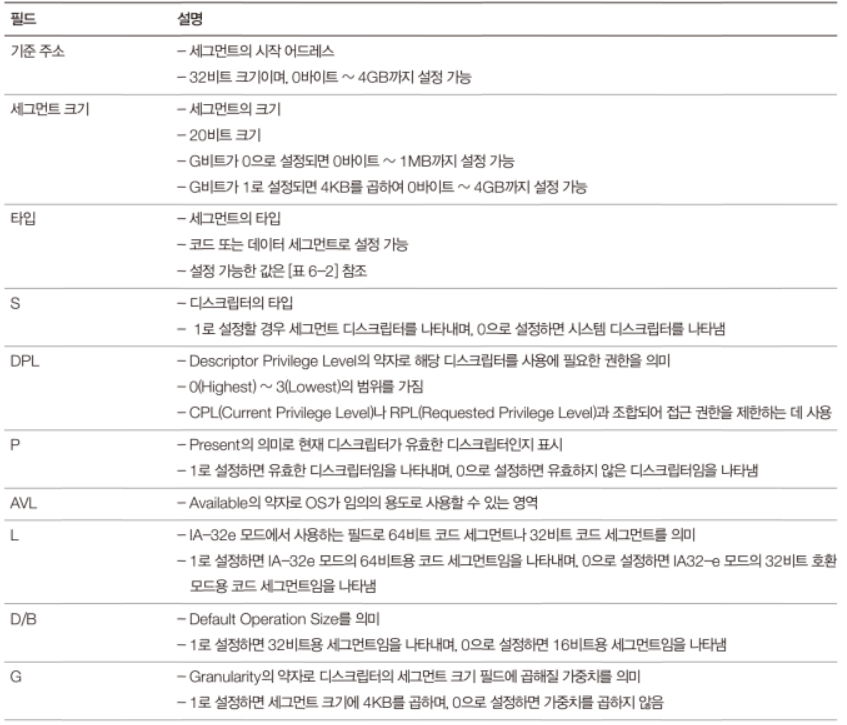 필드 설명
기준 주소 – 세그먼트의 시작 어드레스
– 32비트 크기이며, 0바이트 ~ 4GB까지 설정 가능
세그먼트 크기 – 세그먼트의 크기
– 20비트 크기
– G비트가 0으로 설정되면 0바이트 ~ 1MB까지 설정 가능
– G비트가 1로 설정되면 4KB를 곱하여 0바이트 ~ 4GB까지 설정 가능
타입 – 세그먼트의 타입
– 코드 또는 데이터 세그먼트로 설정 가능
– 설정 가능한 값은 [표 6–2] 참조
S – 디스크립터의 타입
– 1로 설정할 경우 세그먼트 디스크립터를 나타내며, 0으로 설정하면 시스템 디스크립터를 나타냄
DPL – Descriptor Privilege Level의 약자로 해당 디스크립터를 사용에 필요한 권한을 의미
– 0(Highest) ~ 3(Lowest)의 범위를 가짐
– CPL(Current Privilege Level)나 RPL(Requested Privilege Level)과 조합되어 접근 권한을 제한하는 데 사용
P – Present의 의미로 현재 디스크립터가 유효한 디스크립터인지 표시
– 1로 설정하면 유효한 디스크립터임을 나타내며, 0으로 설정하면 유효하지 않은 디스크립터임을 나타냄
AVL – Available의 약자로 OS가 임의의 용도로 사용할 수 있는 영역
L – IA–32e 모드에서 사용하는 필드로 64비트 코드 세그먼트나 32비트 코드 세그먼트를 의미
– 1로 설정하면 IA–32e 모드의 64비트용 코드 세그먼트임을 나타내며, 0으로 설정하면 IA32–e 모드의 32비트 호환
모드용 코드 세그먼트임을 나타냄
D/B – Default Operation Size를 의미
– 1로 설정하면 32비트용 세그먼트임을 나타내며, 0으로 설정하면 16비트용 세그먼트임을 나타냄
G – Granularity의 약자로 디스크립터의 세그먼트 크기 필드에 곱해질 가중치를 의미
– 1로 설정하면 세그먼트 크기에 4KB를 곱하며, 0으로 설정하면 가중치를 곱하지 않음